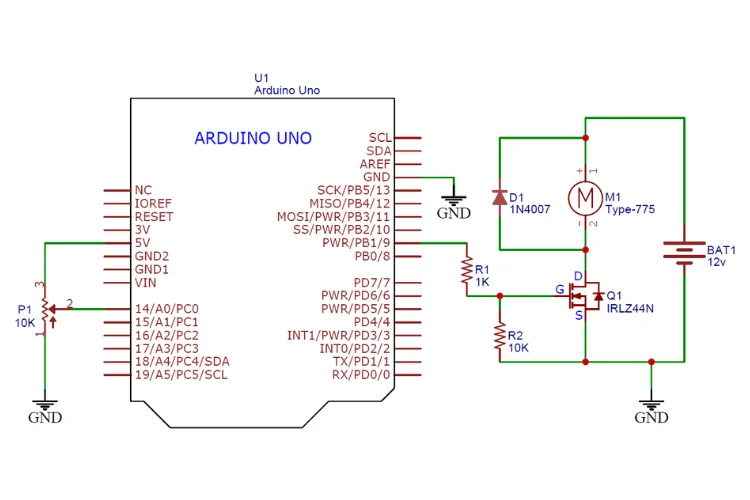 U1
Arduino Uno
ARDUINO UNO
SCL
SDA
AREF
GND
SCK/PB5/13
MISO/PB4/12
MOSI/PWR/PB3/11
SS/PWR/PB2/10
PWR/PB1/9
PB0/8
PD7/7
PWR/PD6/6
PWR/PD5/5
PD4/4
INT1/PWR/PD3/3
INT0/PD2/2
TX/PD1/1
RX/PD0/0
NC
IOREF
RESET
3V
5V
GND2
GND1
VIN
14/A0/PC0
15/A1/PC1
16/A2/PC2
17/A3/PC3
18/A4/PC4/SDA
19/A5/PC5/SCL
3
P1
2
10K
1
GND
GND
R1
1K
R2
10K
D1
1N4007
+ 1
M
M1
Type-775
- 2
D
G
S
Q1
IRLZ44N
BAT1
12v
GND